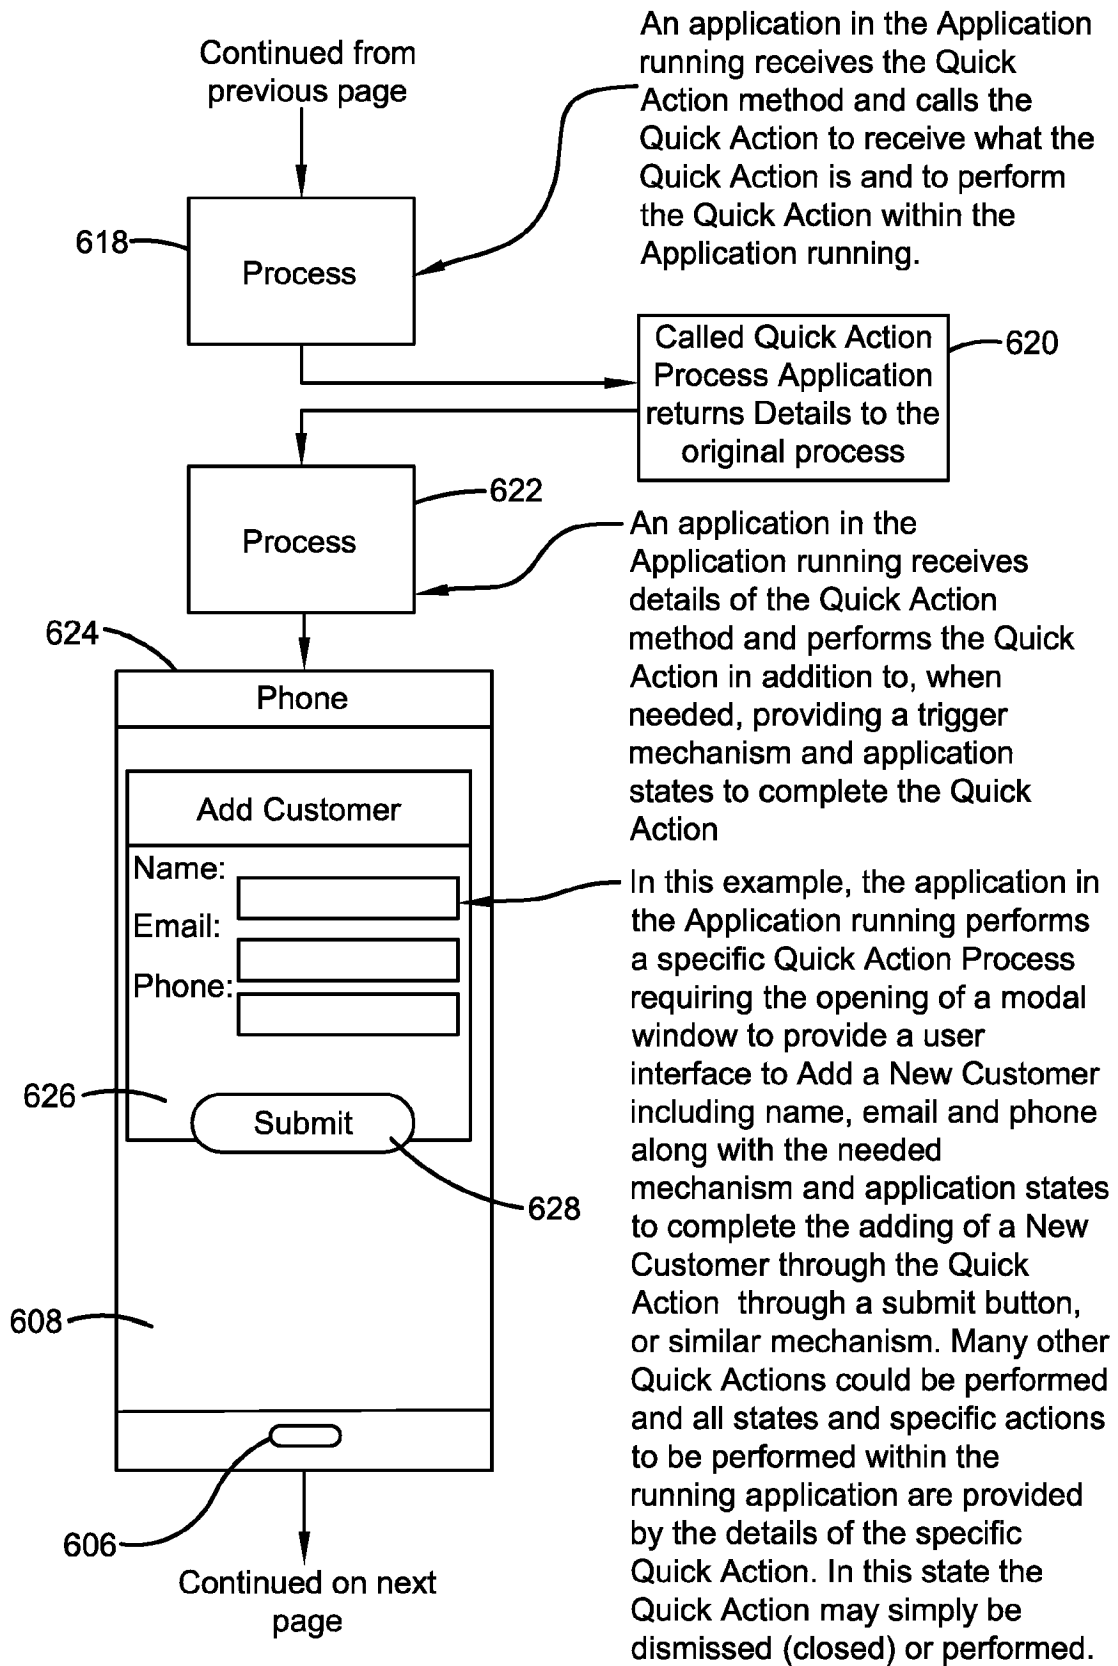 Continued from
previous page
An application in the Application
running receives the Quick
Action method and calls the
Quick Action to receive what the
Quick Action is and to perform
the Quick Action within the
Application running.
618
Process
Called Quick Action
Process Application
returns Details to the
original process
620
622
Process
An application in the
Application running receives
details of the Quick Action
method and performs the Quick
Action in addition to, when
needed, providing a trigger
mechanism and application
states to complete the Quick
Action
624
Phone
Add Customer
Name:
Email:
Phone:
626
Submit
628
608
606
In this example, the application in
the Application running performs
a specific Quick Action Process
requiring the opening of a modal
window to provide a user
interface to Add a New Customer
including name, email and phone
along with the needed
mechanism and application states
to complete the adding of a New
Customer through the Quick
Action through a submit button,
or similar mechanism. Many other
Quick Actions could be performed
and all states and specific actions
to be performed within the
running application are provided
by the details of the specific
Quick Action. In this state the
Quick Action may simply be
dismissed (closed) or performed.
Continued on next
page